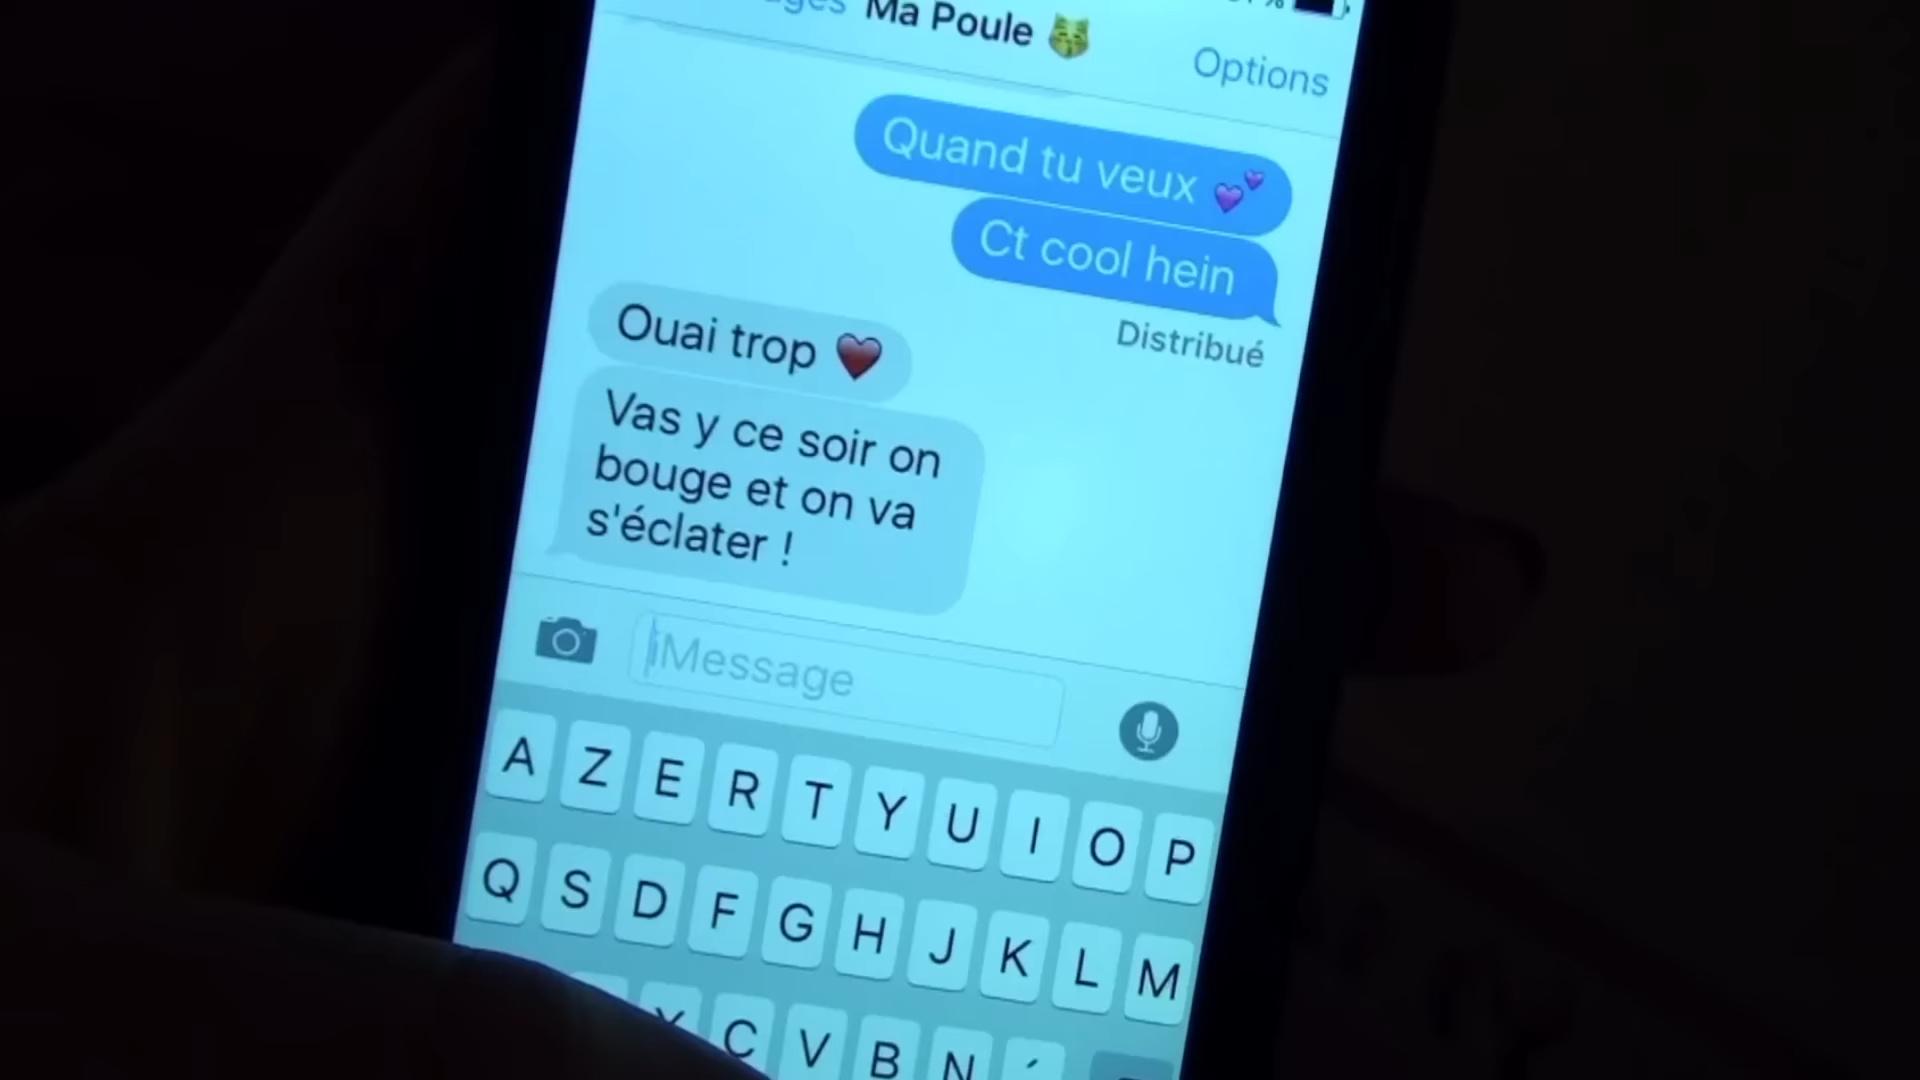 Ma Poule
Options
Quand tu veux
Ct cool hein
Distribué
Ouai trop
Vas y ce soir on
bouge et on va
s'éclater !
iMessage
A Z E R T Y U I O P
Q S D F G H J K L M
C V B N ´